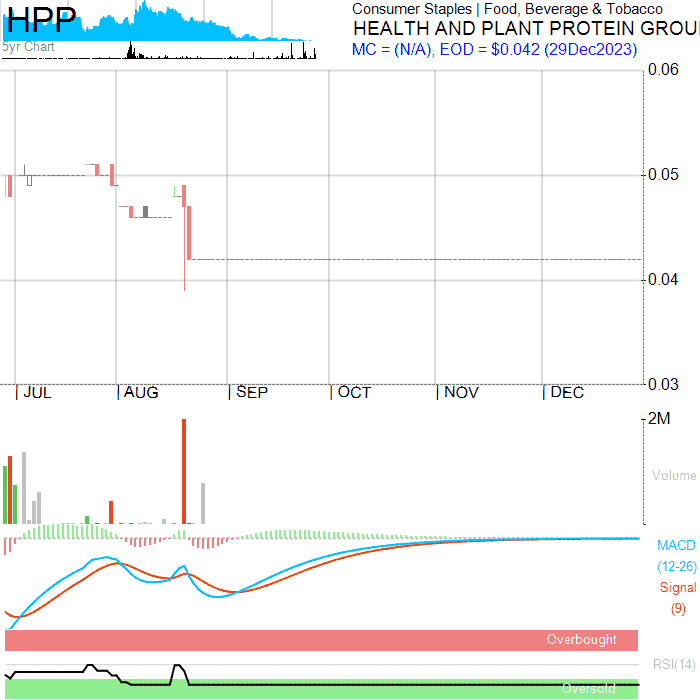 HPP
Consumer Staples | Food, Beverage & Tobacco
HEALTH AND PLANT PROTEIN GROU
5yr Chart
MC = (N/A), EOD = $0.042 (29Dec2023)
0.06
0.05
0.04
0.03
JUL AUG SEP OCT NOV DEC
2M
Volume
MACD
(12-26)
Signal
(9)
Overbought
RSI(14)
Oversold